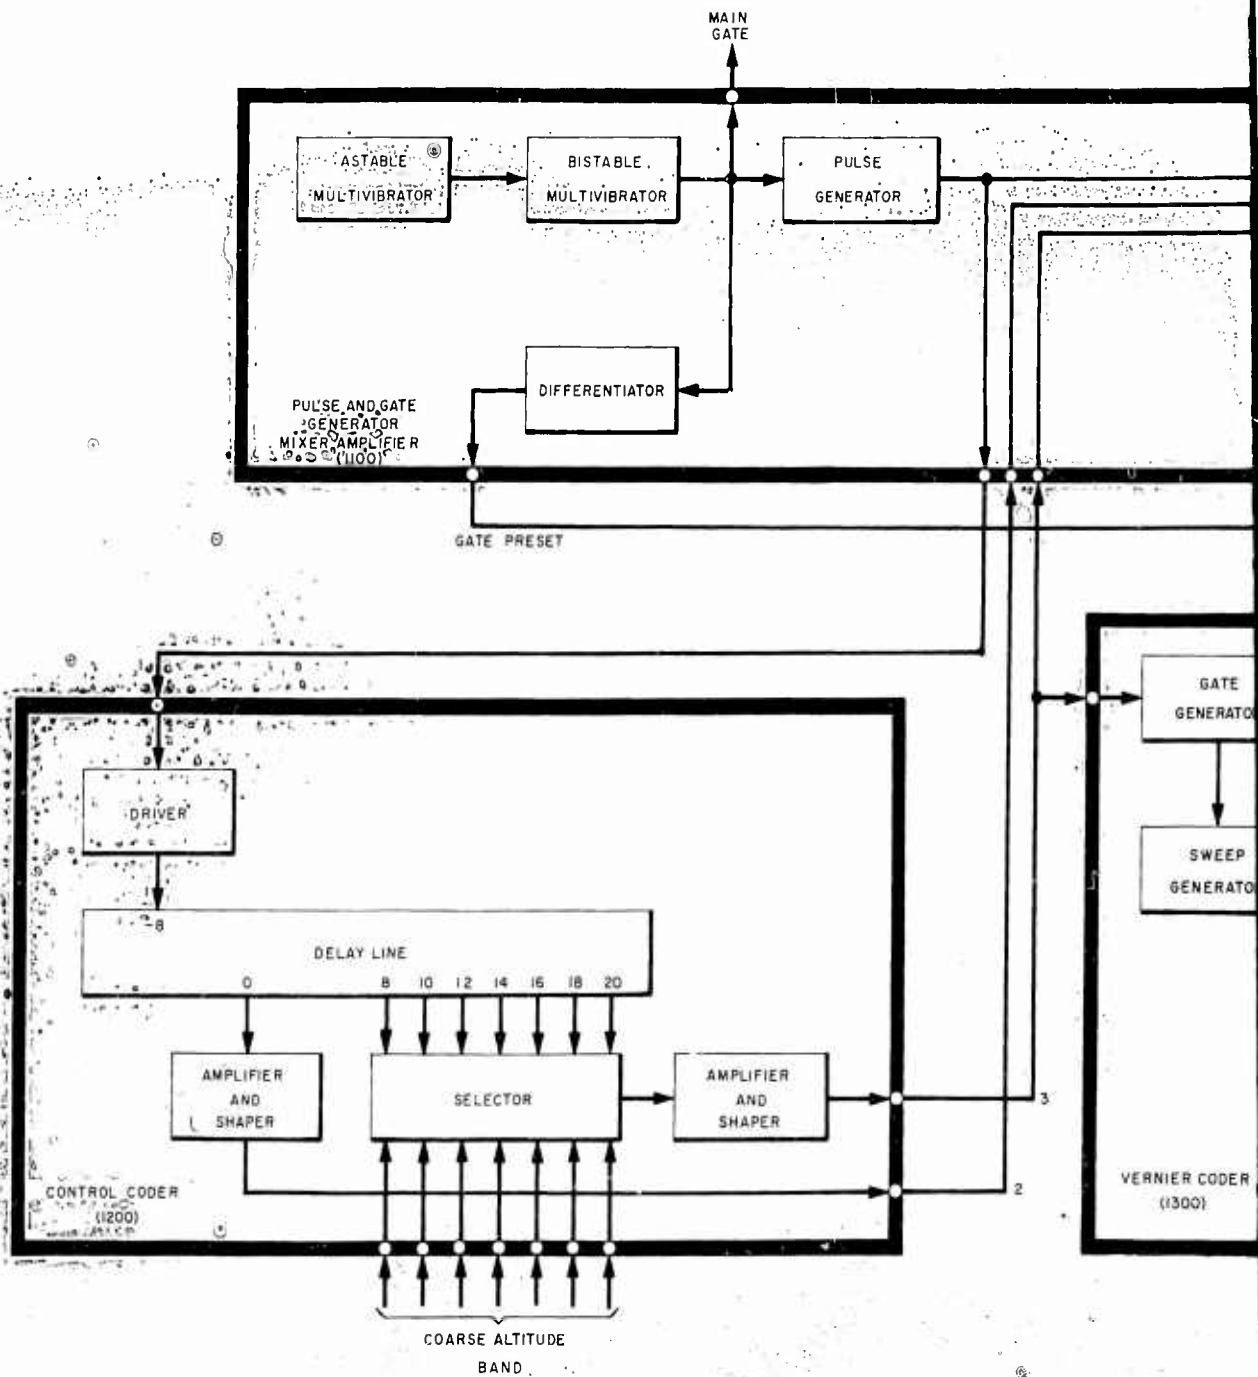 MAIN
GATE
ASTABLE
MULTIVIBRATOR
BISTABLE
MULTIVIBRATOR
PULSE
GENERATOR
DIFFERENTIATOR
PULSE AND GATE
GENERATOR
MIXER AMPLIFIER
(1100)
GATE PRESET
GATE
GENERATO
DRIVER
SWEEP
GENERATO
-8
DELAY LINE
0 8 10 12 14 16 18 20
AMPLIFIER
AND
SHAPER
SELECTOR
AMPLIFIER
AND
SHAPER
3
CONTROL CODER
(1200)
2
VERNIER CODER
(1300)
COARSE ALTITUDE
BAND